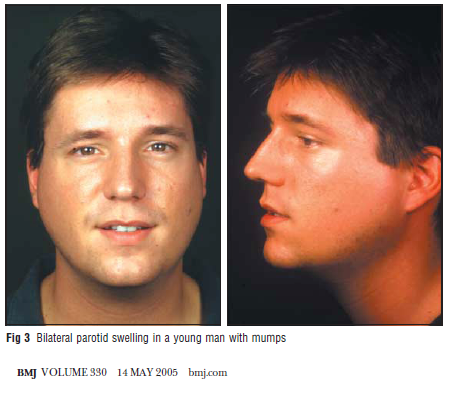 Fig 3 Bilateral parotid swelling in a young man with mumps
BMJ VOLUME 330 14 MAY 2005 bmj.com